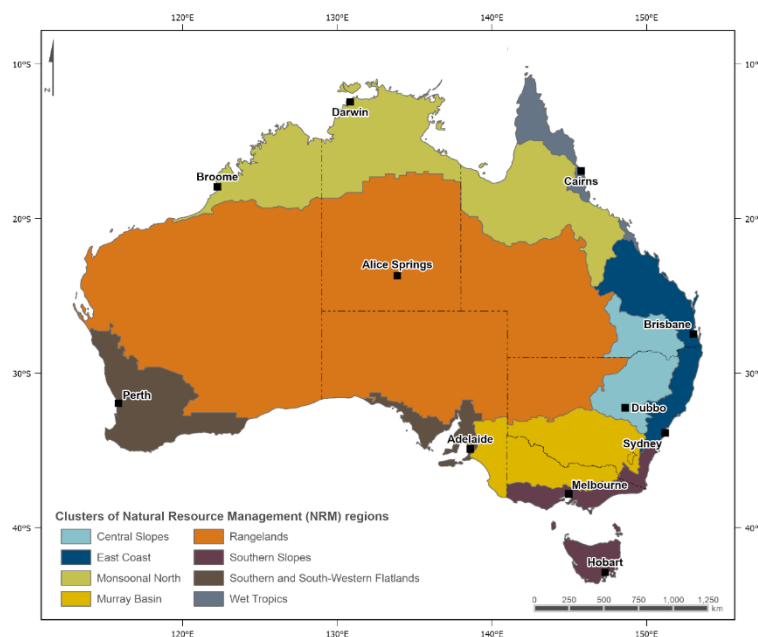 120°E 130°E 140°E 150°E
10°S 10°S
N
Darwin
Broome
Cairns
20°S 20°S
Alice Springs
Brisbane
30°S 30°S
Perth
Dubbo
Adelaide
Sydney
Melbourne
Clusters of Natural Resource Management (NRM) regions
Central Slopes Rangelands
East Coast Southern Slopes
40°S 40°S
Monsoonal North Southern and South-Western Flatlands
Hobart
Murray Basin Wet Tropics
0 250 500 750 1,000 1,250
km
120°E 130°E 140°E 150°E